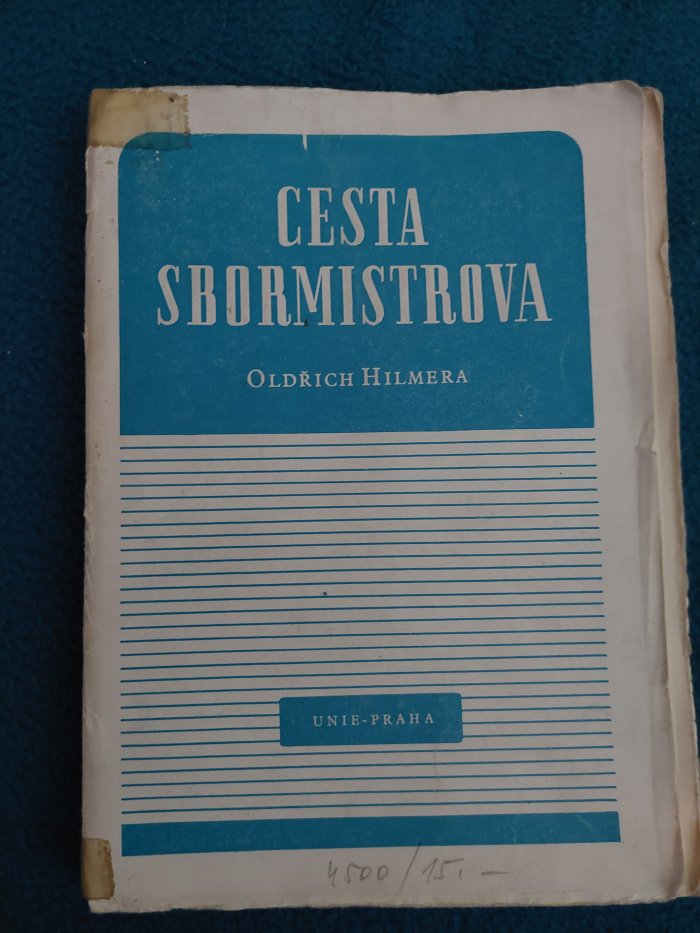 CESTA
SBORMISTROVA
OLDŘICH HILMERA
UNIE-PRAHA
4500/15.-